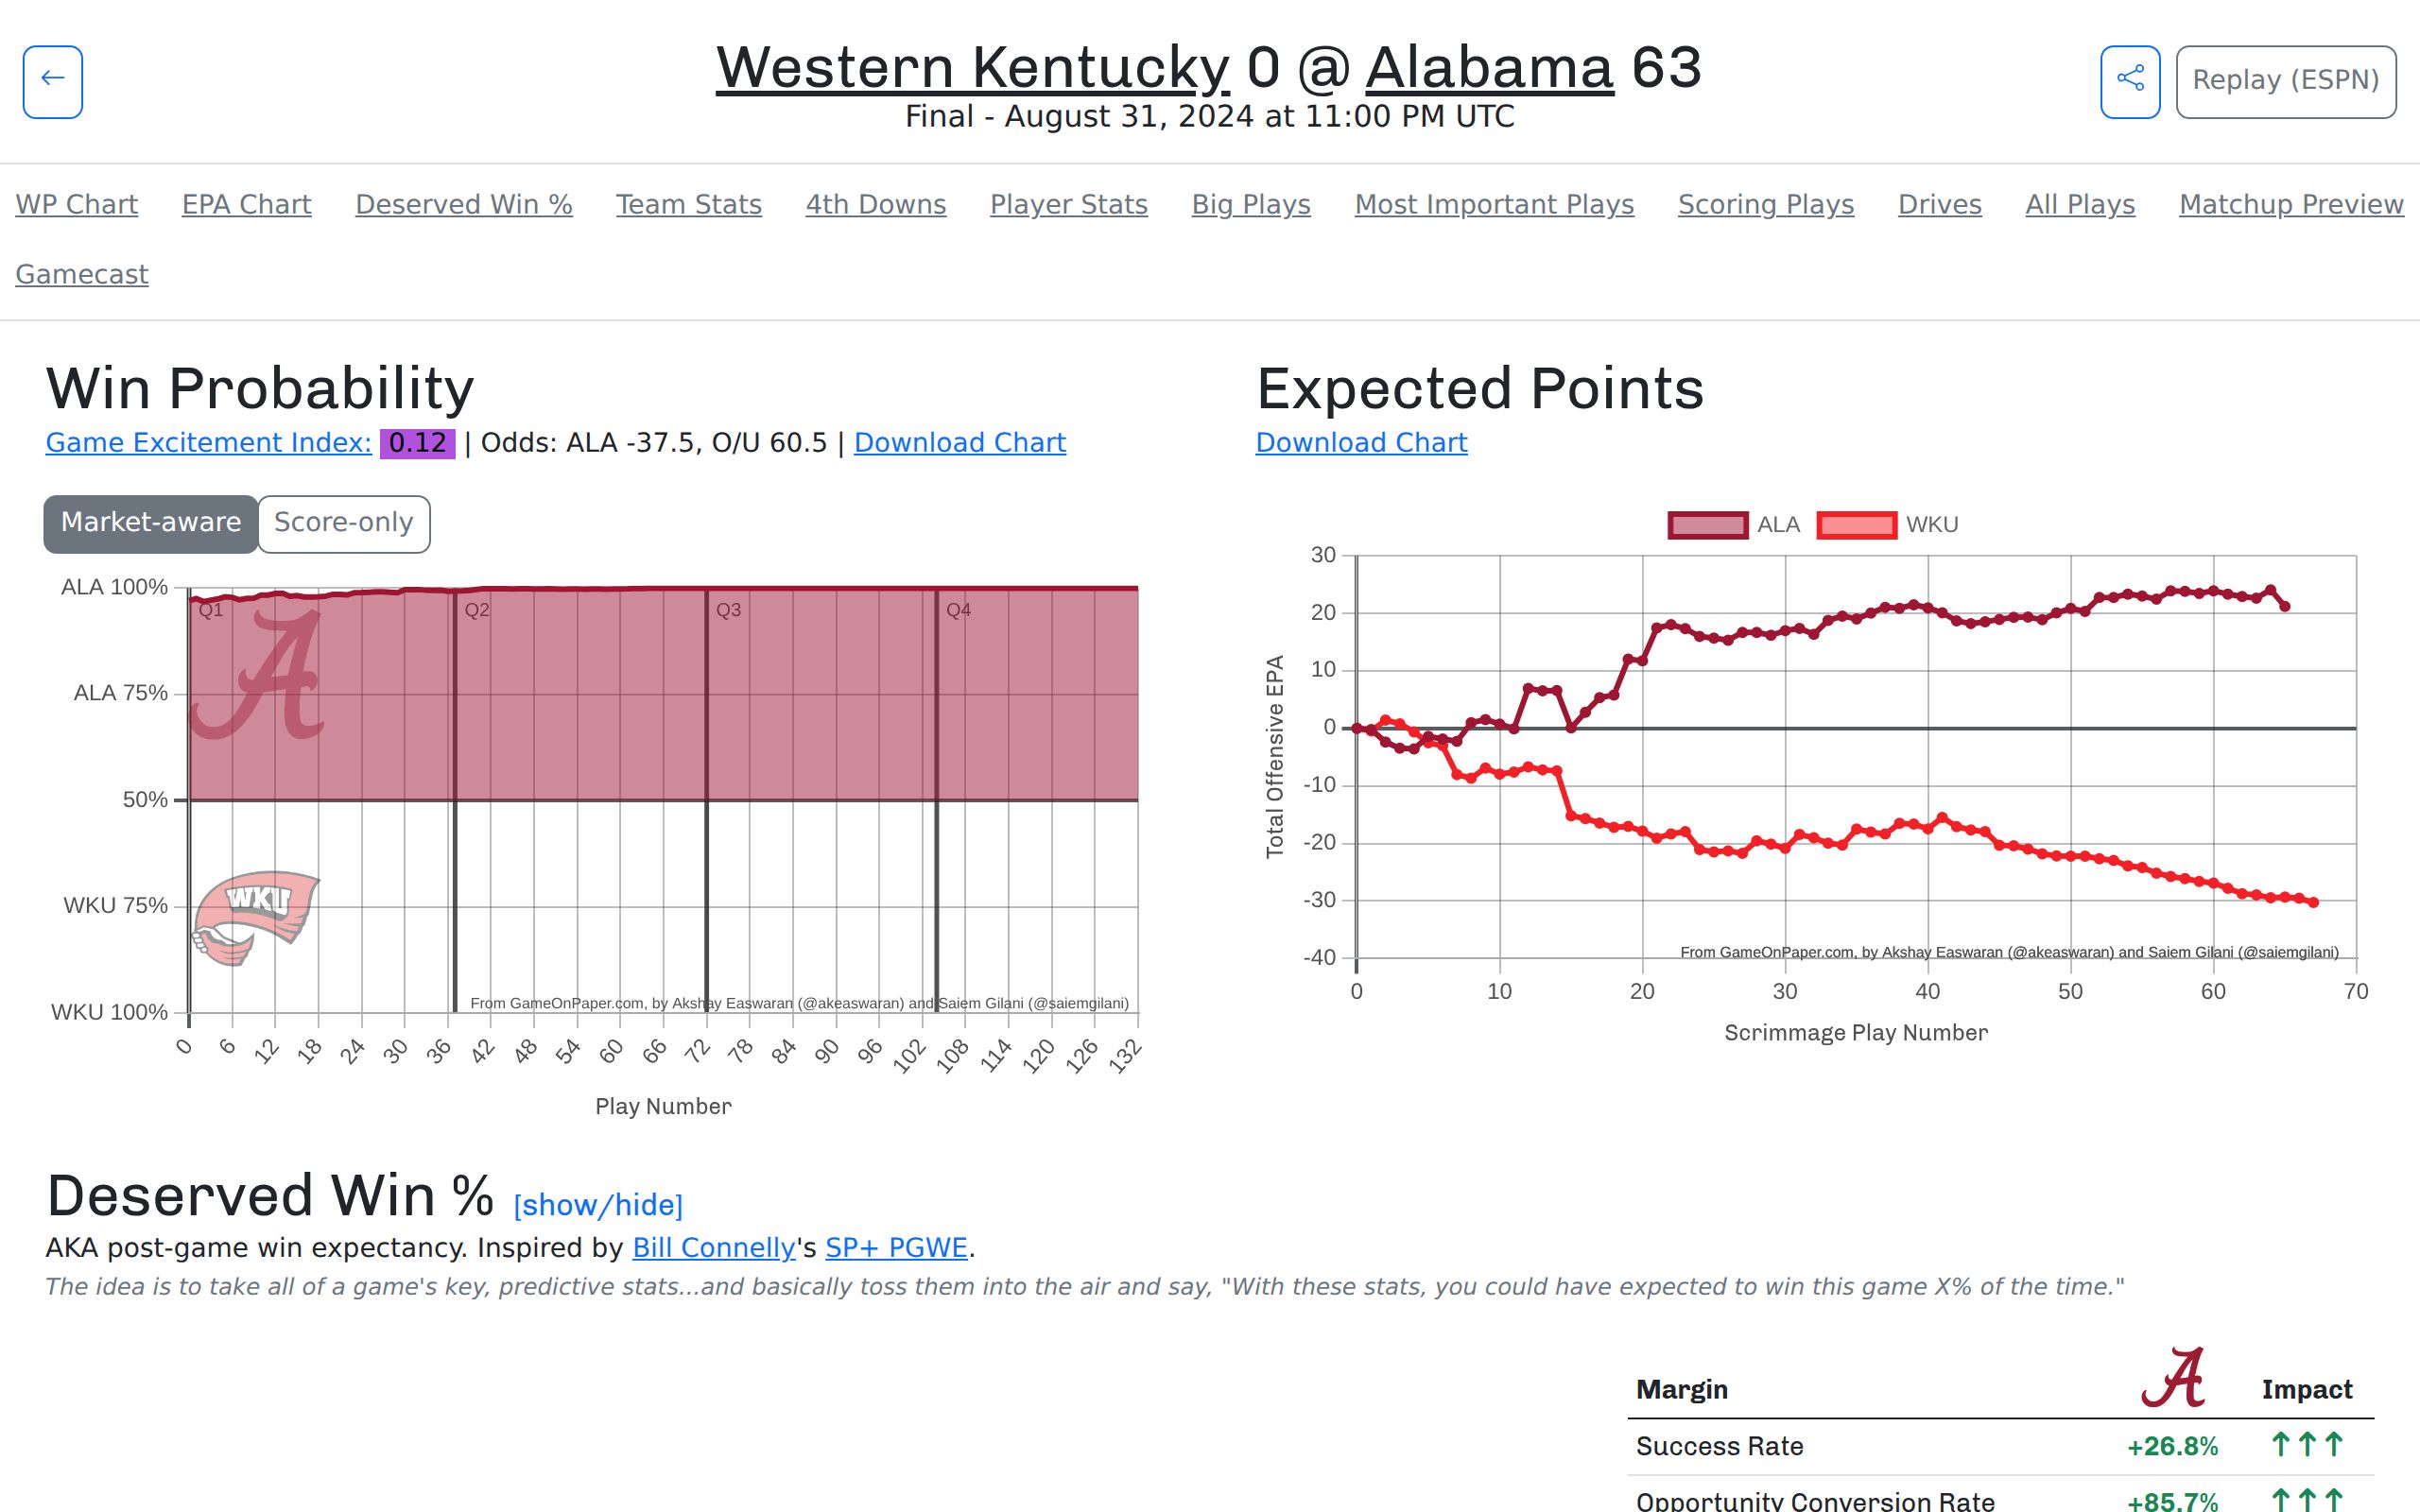 ←
Western Kentucky 0 @ Alabama 63
Final - August 31, 2024 at 11:00 PM UTC
Replay (ESPN)
WP Chart EPA Chart Deserved Win % Team Stats 4th Downs Player Stats Big Plays Most Important Plays Scoring Plays Drives All Plays Matchup Preview
Gamecast
Win Probability
Game Excitement Index: 0.12 | Odds: ALA -37.5, O/U 60.5 | Download Chart
Market-aware Score-only
ALA 100%
ALA 75%
50%
WKU 75%
WKU 100%
Q1 Q2 Q3 Q4
A
WKU
From GameOnPaper.com, by Akshay Easwaran (@akeaswaran) and Saiem Gilani (@saiemgilani)
0 6 12 18 24 30 36 42 48 54 60 66 72 78 84 90 96 102 108 114 120 126 132
Play Number
Expected Points
Download Chart
ALA WKU
Total Offensive EPA
30
20
10
0
-10
-20
-30
-40
From GameOnPaper.com, by Akshay Easwaran (@akeaswaran) and Saiem Gilani (@saiemgilani)
0 10 20 30 40 50 60 70
Scrimmage Play Number
Deserved Win % [show/hide]
AKA post-game win expectancy. Inspired by Bill Connelly's SP+ PGWE.
The idea is to take all of a game's key, predictive stats...and basically toss them into the air and say, "With these stats, you could have expected to win this game X% of the time."
Margin A Impact
Success Rate +26.8% ↑↑↑
Opportunity Conversion Rate +85.7% ↑↑↑